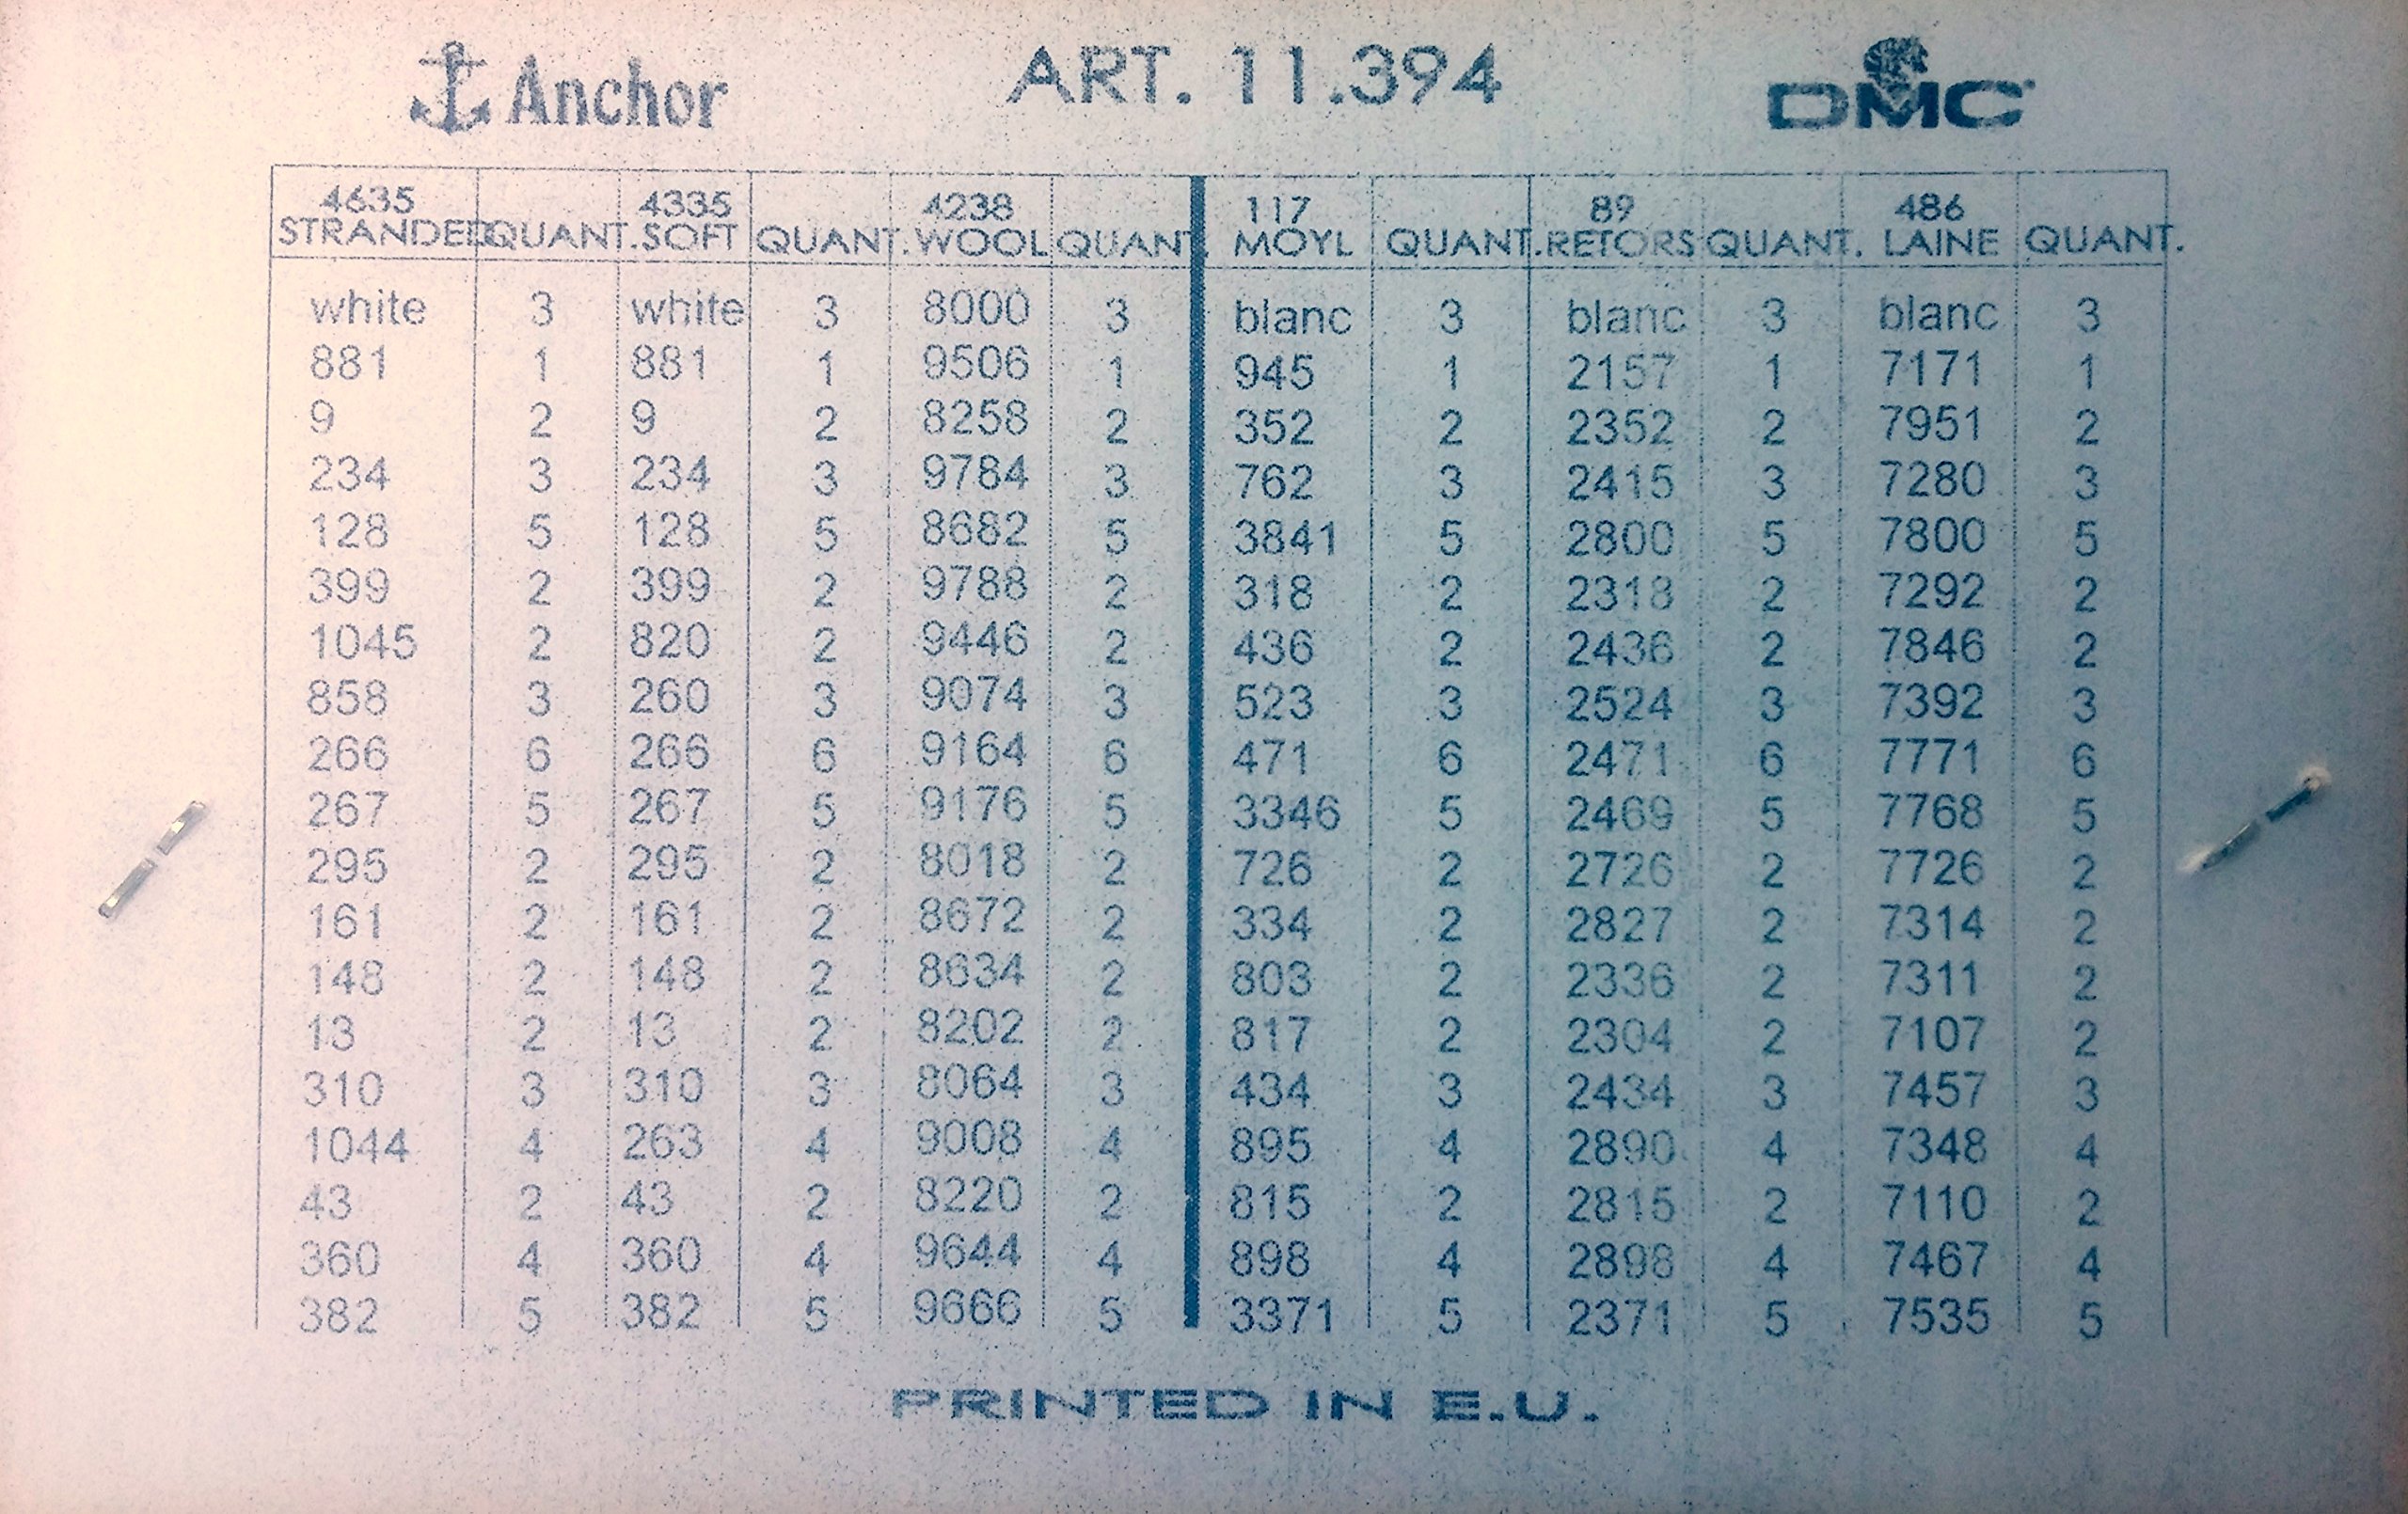 Anchor ART. 11.394 DMC
4635 4335 4238 117 89 486
STRANDED QUANT. SOFT QUANT. WOOL QUANT. MOYL QUANT. RETORS QUANT. LAINE QUANT.
white 3 white 3 8000 3 blanc 3 blanc 3 blanc 3
881 1 881 1 9506 1 945 1 2157 1 7171 1
9 2 9 2 8258 2 352 2 2352 2 7951 2
234 3 234 3 9784 3 762 3 2415 3 7280 3
128 5 128 5 8682 5 3841 5 2800 5 7800 5
399 2 399 2 9788 2 318 2 2318 2 7292 2
1045 2 820 2 9446 2 436 2 2436 2 7846 2
858 3 260 3 9074 3 523 3 2524 3 7392 3
266 6 266 6 9164 6 471 6 2471 6 7771 6
267 5 267 5 9176 5 3346 5 2469 5 7768 5
295 2 295 2 8018 2 726 2 2726 2 7726 2
161 2 161 2 8672 2 334 2 2827 2 7314 2
148 2 148 2 8634 2 803 2 2336 2 7311 2
13 2 13 2 8202 2 817 2 2304 2 7107 2
310 3 310 3 8064 3 434 3 2434 3 7457 3
1044 4 263 4 9008 4 895 4 2890 4 7348 4
43 2 43 2 8220 2 815 2 2815 2 7110 2
360 4 360 4 9644 4 898 4 2898 4 7467 4
382 5 382 5 9666 5 3371 5 2371 5 7535 5
PRINTED IN E.U.